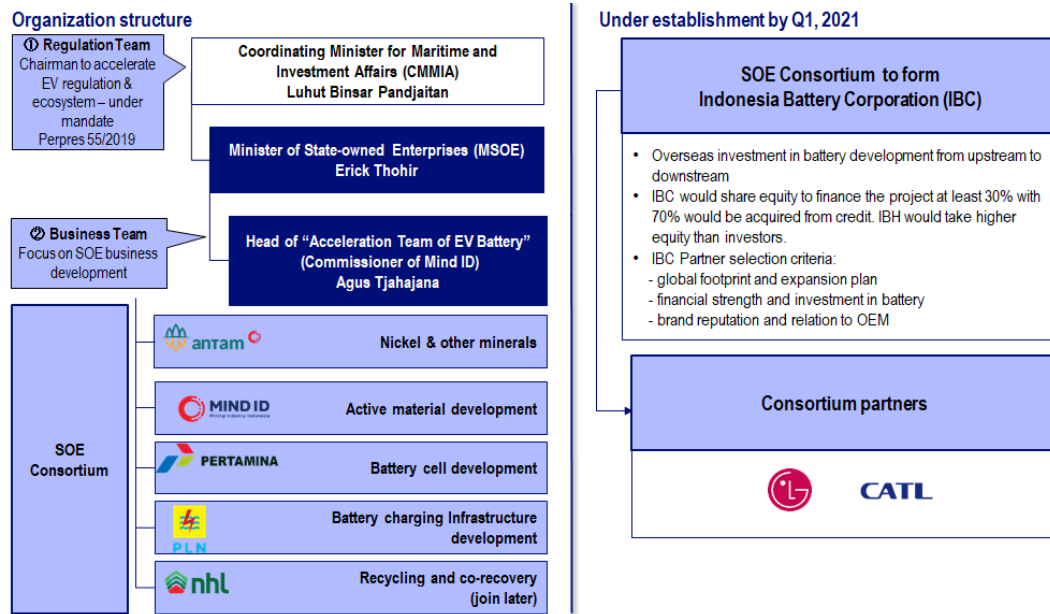 Organization structure
① Regulation Team
Chairman to accelerate
EV regulation &
ecosystem – under
mandate
Perpres 55/2019
Coordinating Minister for Maritime and
Investment Affairs (CMMIA)
Luhut Binsar Pandjaitan
Minister of State-owned Enterprises (MSOE)
Erick Thohir
② Business Team
Focus on SOE business
development
Head of “Acceleration Team of EV Battery”
(Commissioner of Mind ID)
Agus Tjahajana
SOE
Consortium
antam
Nickel & other minerals
MIND ID
Mining Industry Indonesia
Active material development
PERTAMINA
Battery cell development
PLN
Battery charging Infrastructure
development
nhl
Recycling and co-recovery
(join later)
Under establishment by Q1, 2021
SOE Consortium to form
Indonesia Battery Corporation (IBC)
• Overseas investment in battery development from upstream to
downstream
• IBC would share equity to finance the project at least 30% with
70% would be acquired from credit. IBH would take higher
equity than investors.
• IBC Partner selection criteria:
- global footprint and expansion plan
- financial strength and investment in battery
- brand reputation and relation to OEM
Consortium partners
LG
CATL